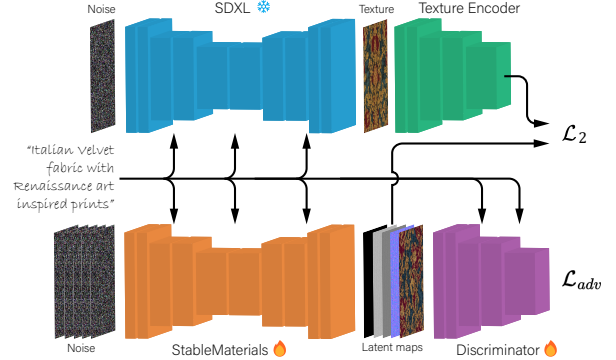 Noise
SDXL
Texture
Texture Encoder
ℒ₂
“Italian Velvet
fabric with
Renaissance art
inspired prints”
ℒadv
Noise
StableMaterials
Latent maps
Discriminator